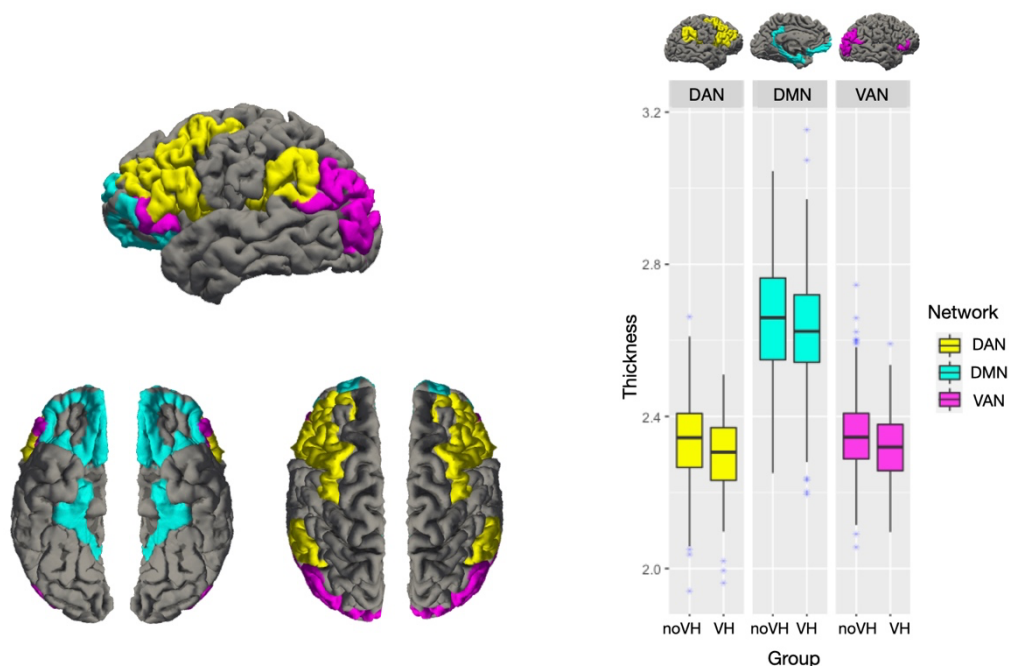 DAN DMN VAN
3.2
2.8
2.4
2.0
Thickness
noVH VH noVH VH noVH VH
Group
Network
DAN
DMN
VAN